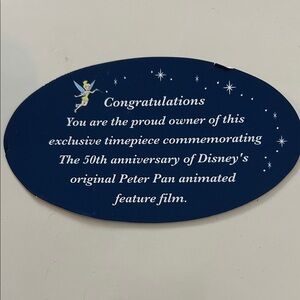 Congratulations
You are the proud owner of this
exclusive timepiece commemorating
The 50th anniversary of Disney's
original Peter Pan animated
feature film.